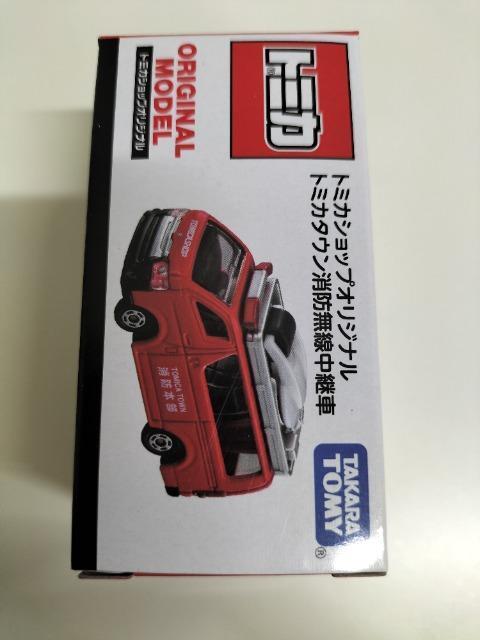 トミカ
®
ORIGINAL
MODEL
トミカショップオリジナル
トミカショップオリジナル
トミカタウン消防無線中継車
TOMICA SHOP
TOMICA TOWN
消防本部
TAKARA
TOMY
®